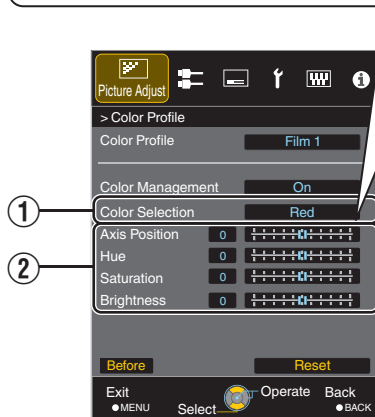 Picture Adjust
> Color Profile
Color Profile Film 1
Color Management On
① Color Selection Red
Axis Position 0
② Hue 0
Saturation 0
Brightness 0
Before Reset
Exit Operate Back
●MENU Select ●BACK